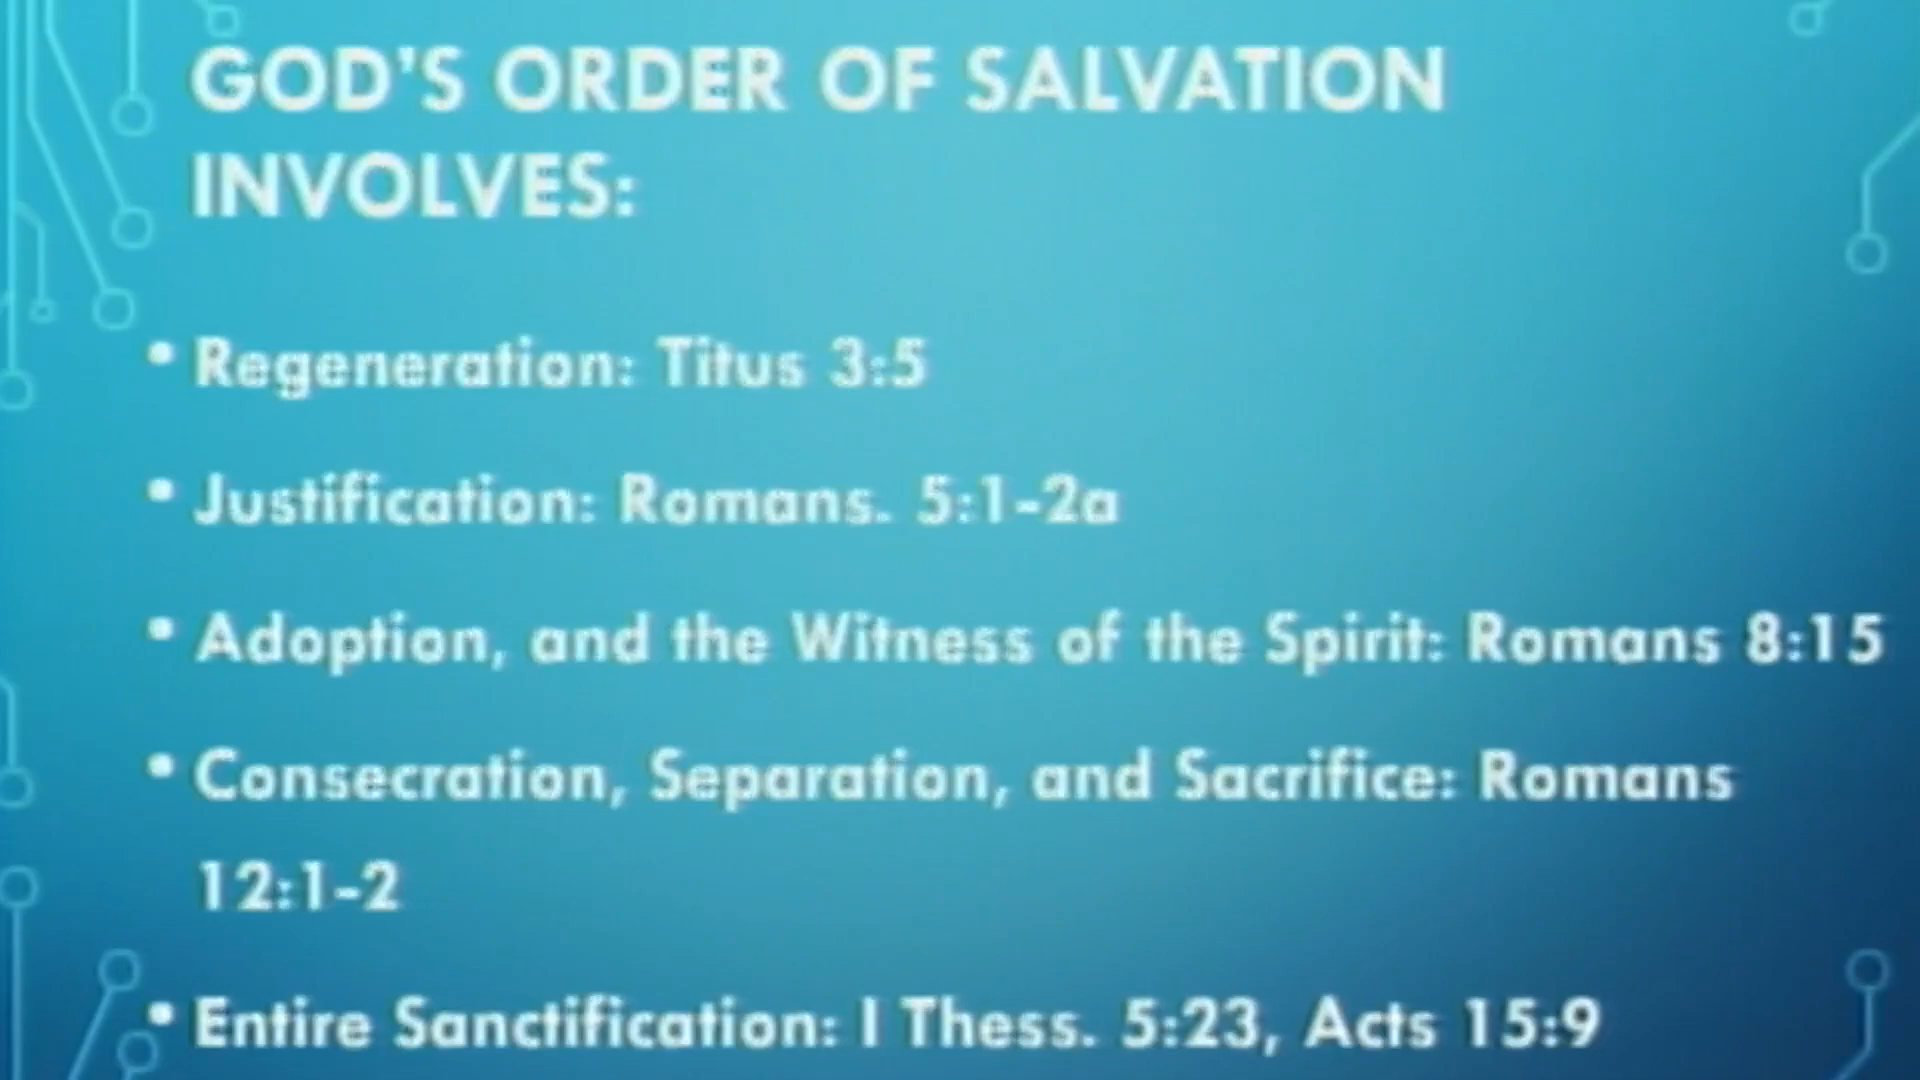 GOD'S ORDER OF SALVATION
INVOLVES:
• Regeneration: Titus 3:5
• Justification: Romans. 5:1-2a
• Adoption, and the Witness of the Spirit: Romans 8:15
• Consecration, Separation, and Sacrifice: Romans
12:1-2
• Entire Sanctification: I Thess. 5:23, Acts 15:9